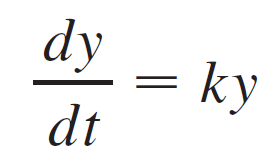 dy/dt = ky